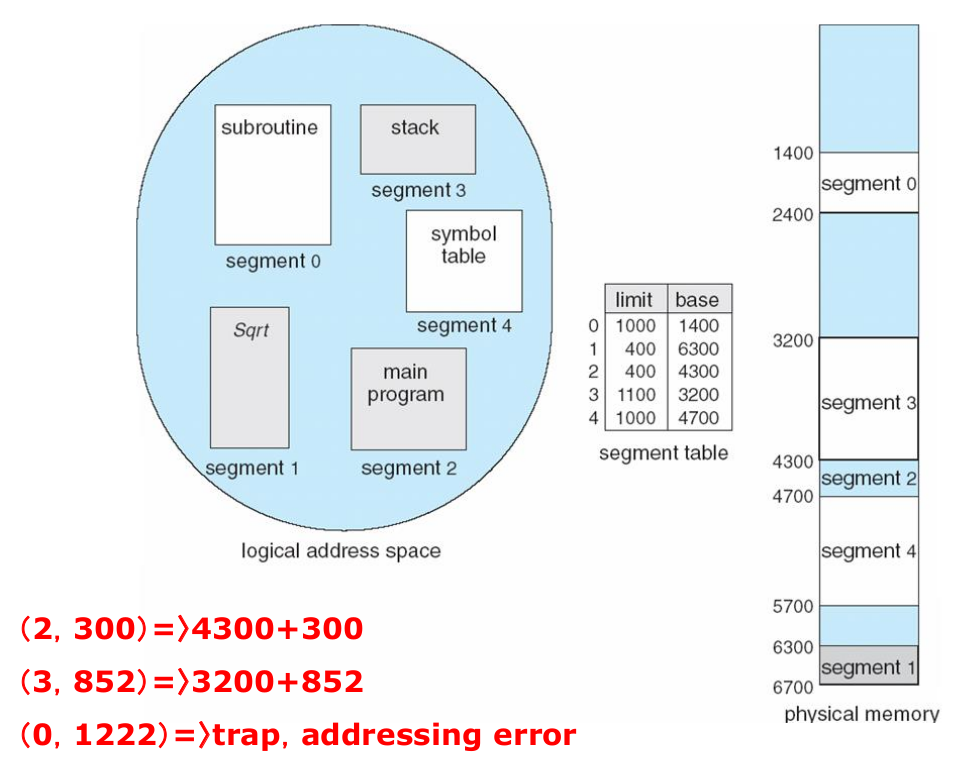 subroutine
stack
segment 3
segment 0
symbol
table
segment 4
Sqrt
segment 1
main
program
segment 2
logical address space
limit base
0 1000 1400
1 400 6300
2 400 4300
3 1100 3200
4 1000 4700
segment table
1400
segment 0
2400
3200
segment 3
4300
segment 2
4700
segment 4
5700
6300
segment 1
6700
physical memory
(2, 300)=〉4300+300
(3, 852)=〉3200+852
(0, 1222)=〉trap, addressing error